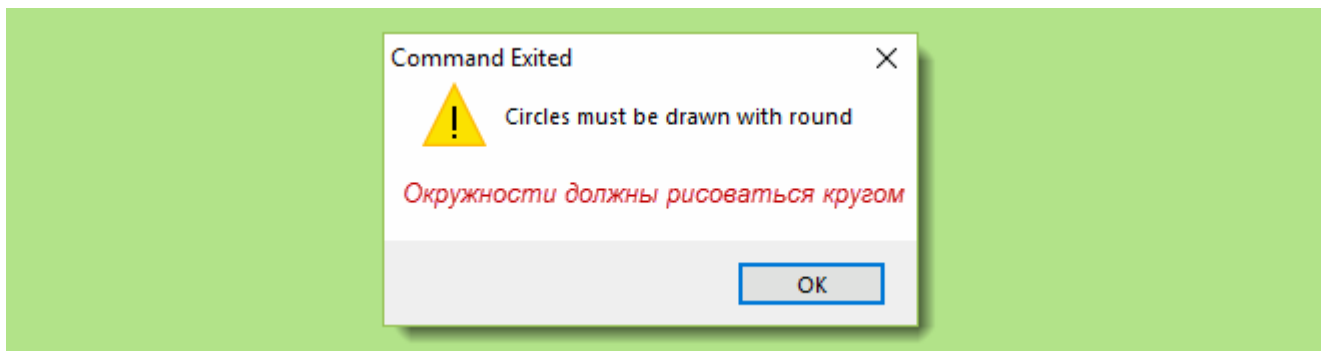 Command Exited
Circles must be drawn with round
Окружности должны рисоваться кругом
OK